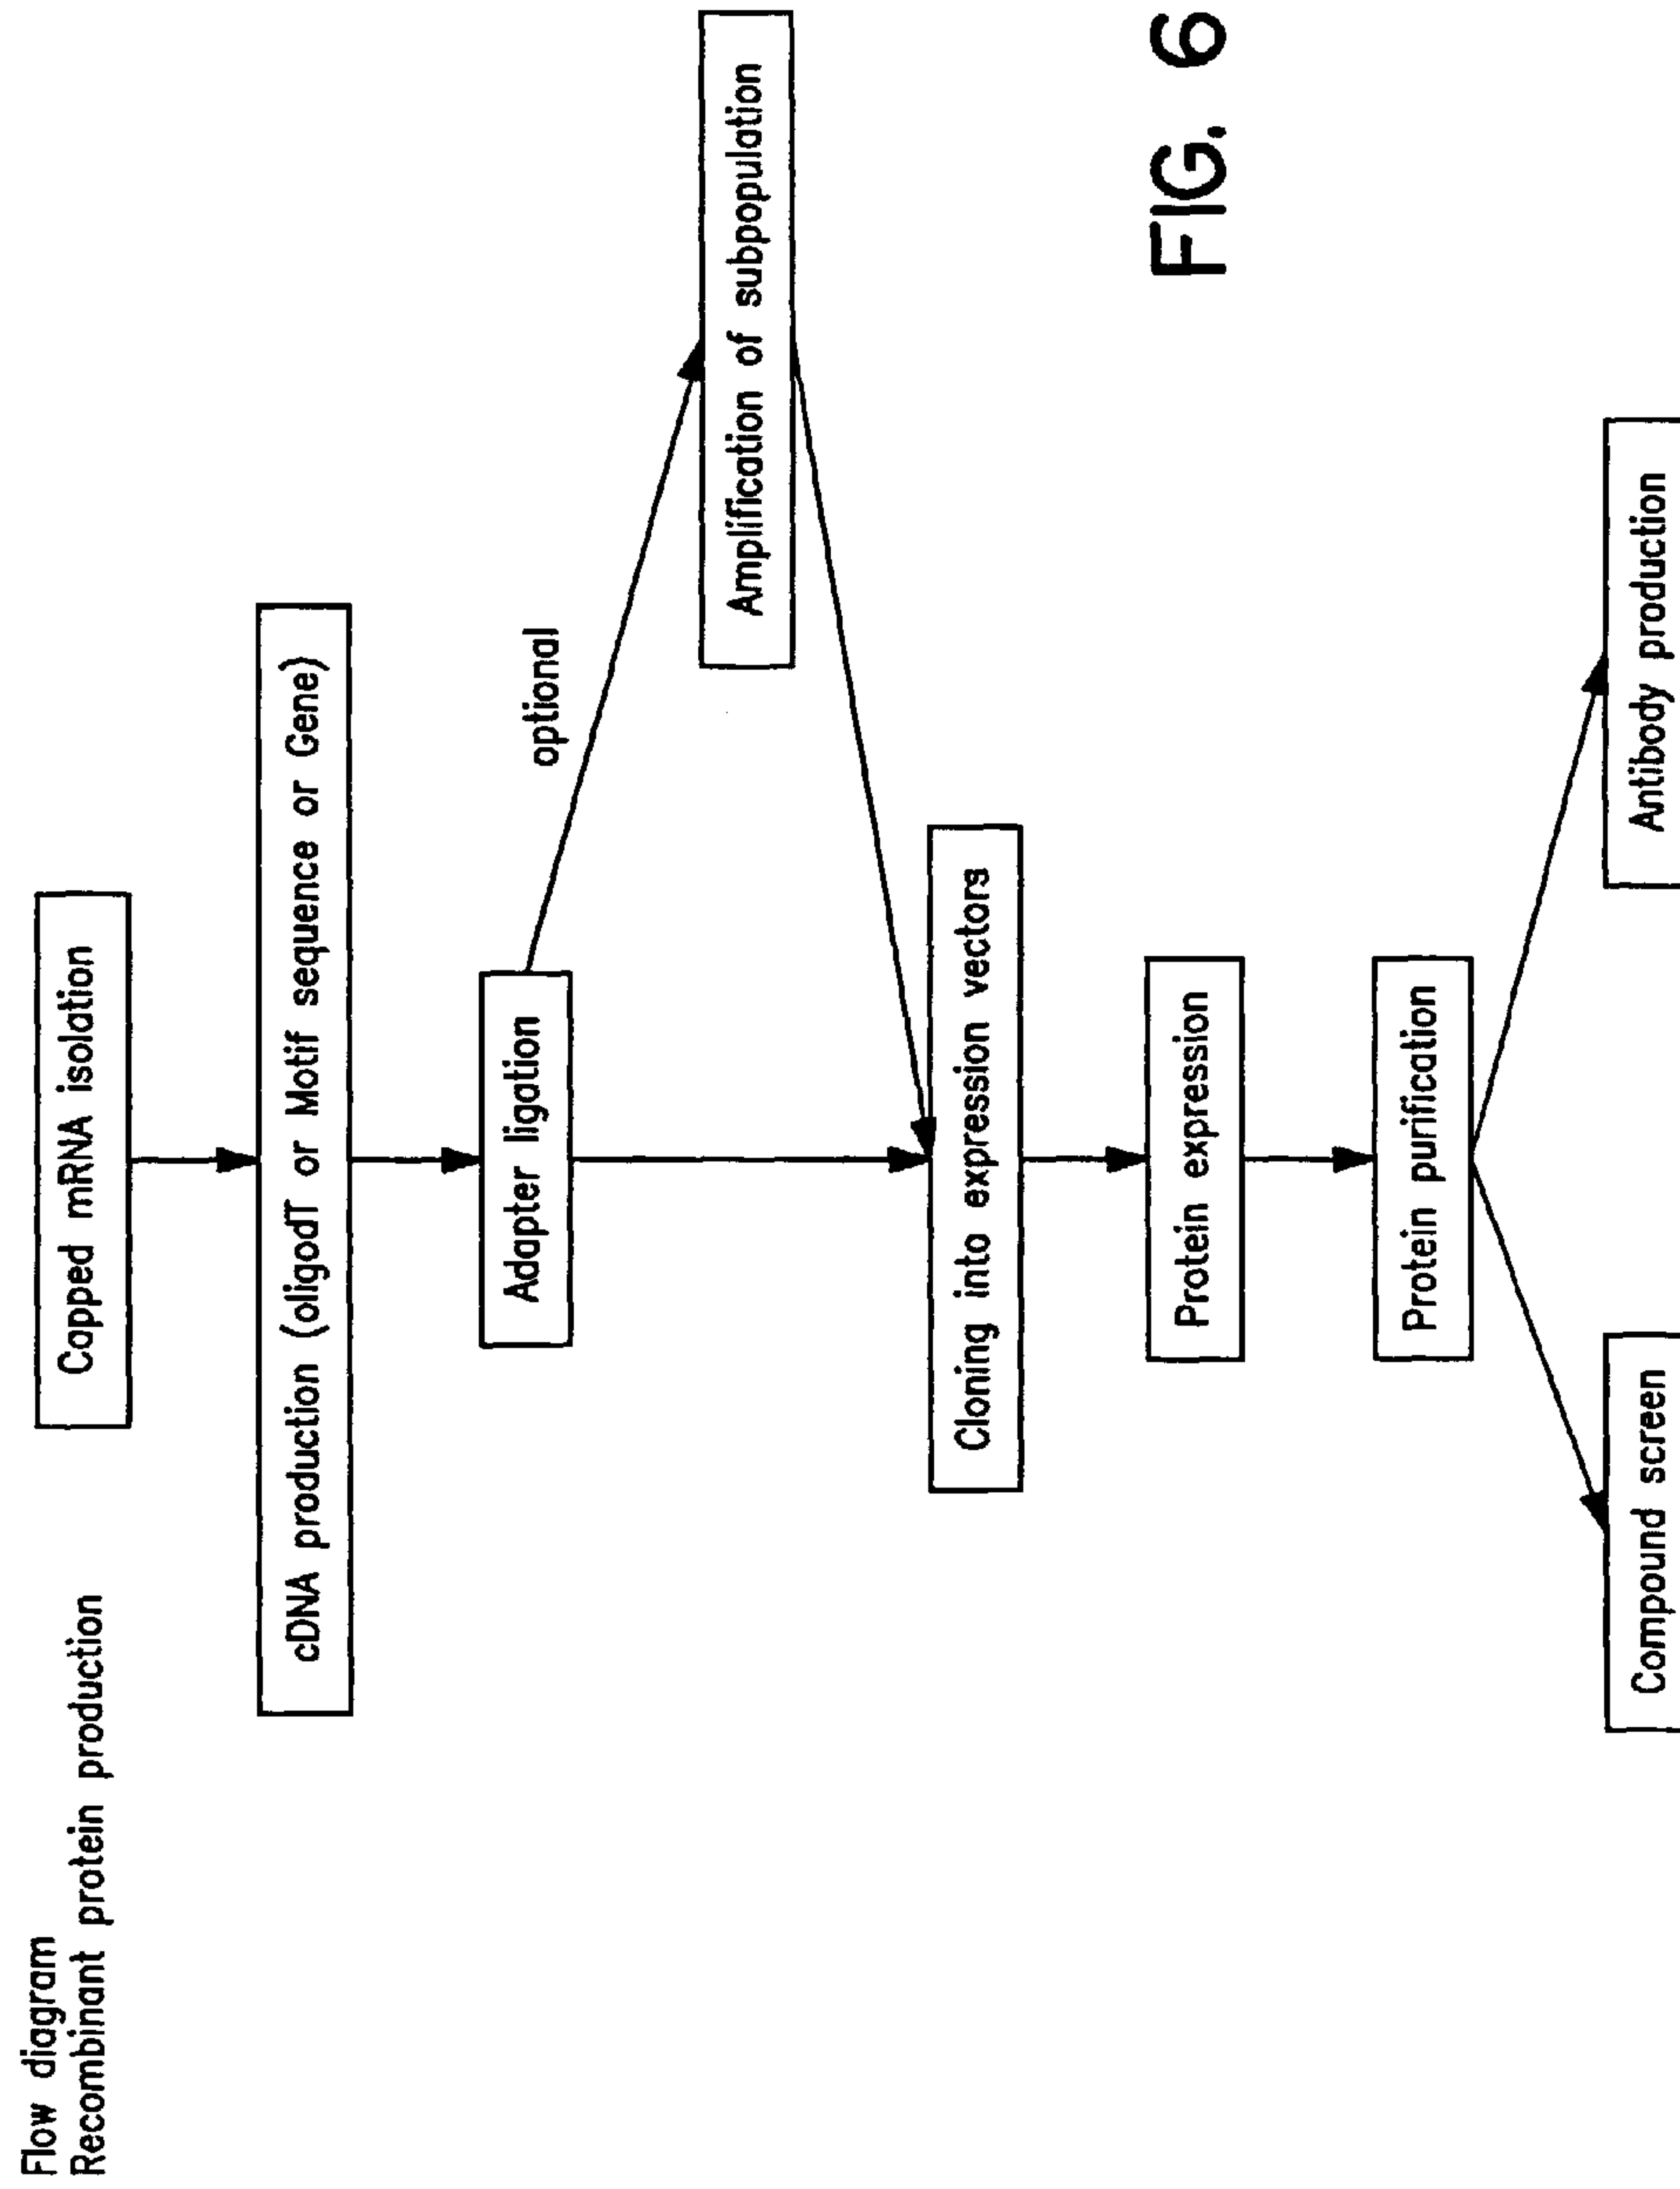 Flow diagram
Recombinant protein production
Capped mRNA isolation
cDNA production (oligodT or Motif sequence or Gene)
Adapter ligation
optional
Amplification of subpopulation
Cloning into expression vectors
Protein expression
Protein purification
Compound screen
Antibody production
FIG. 6